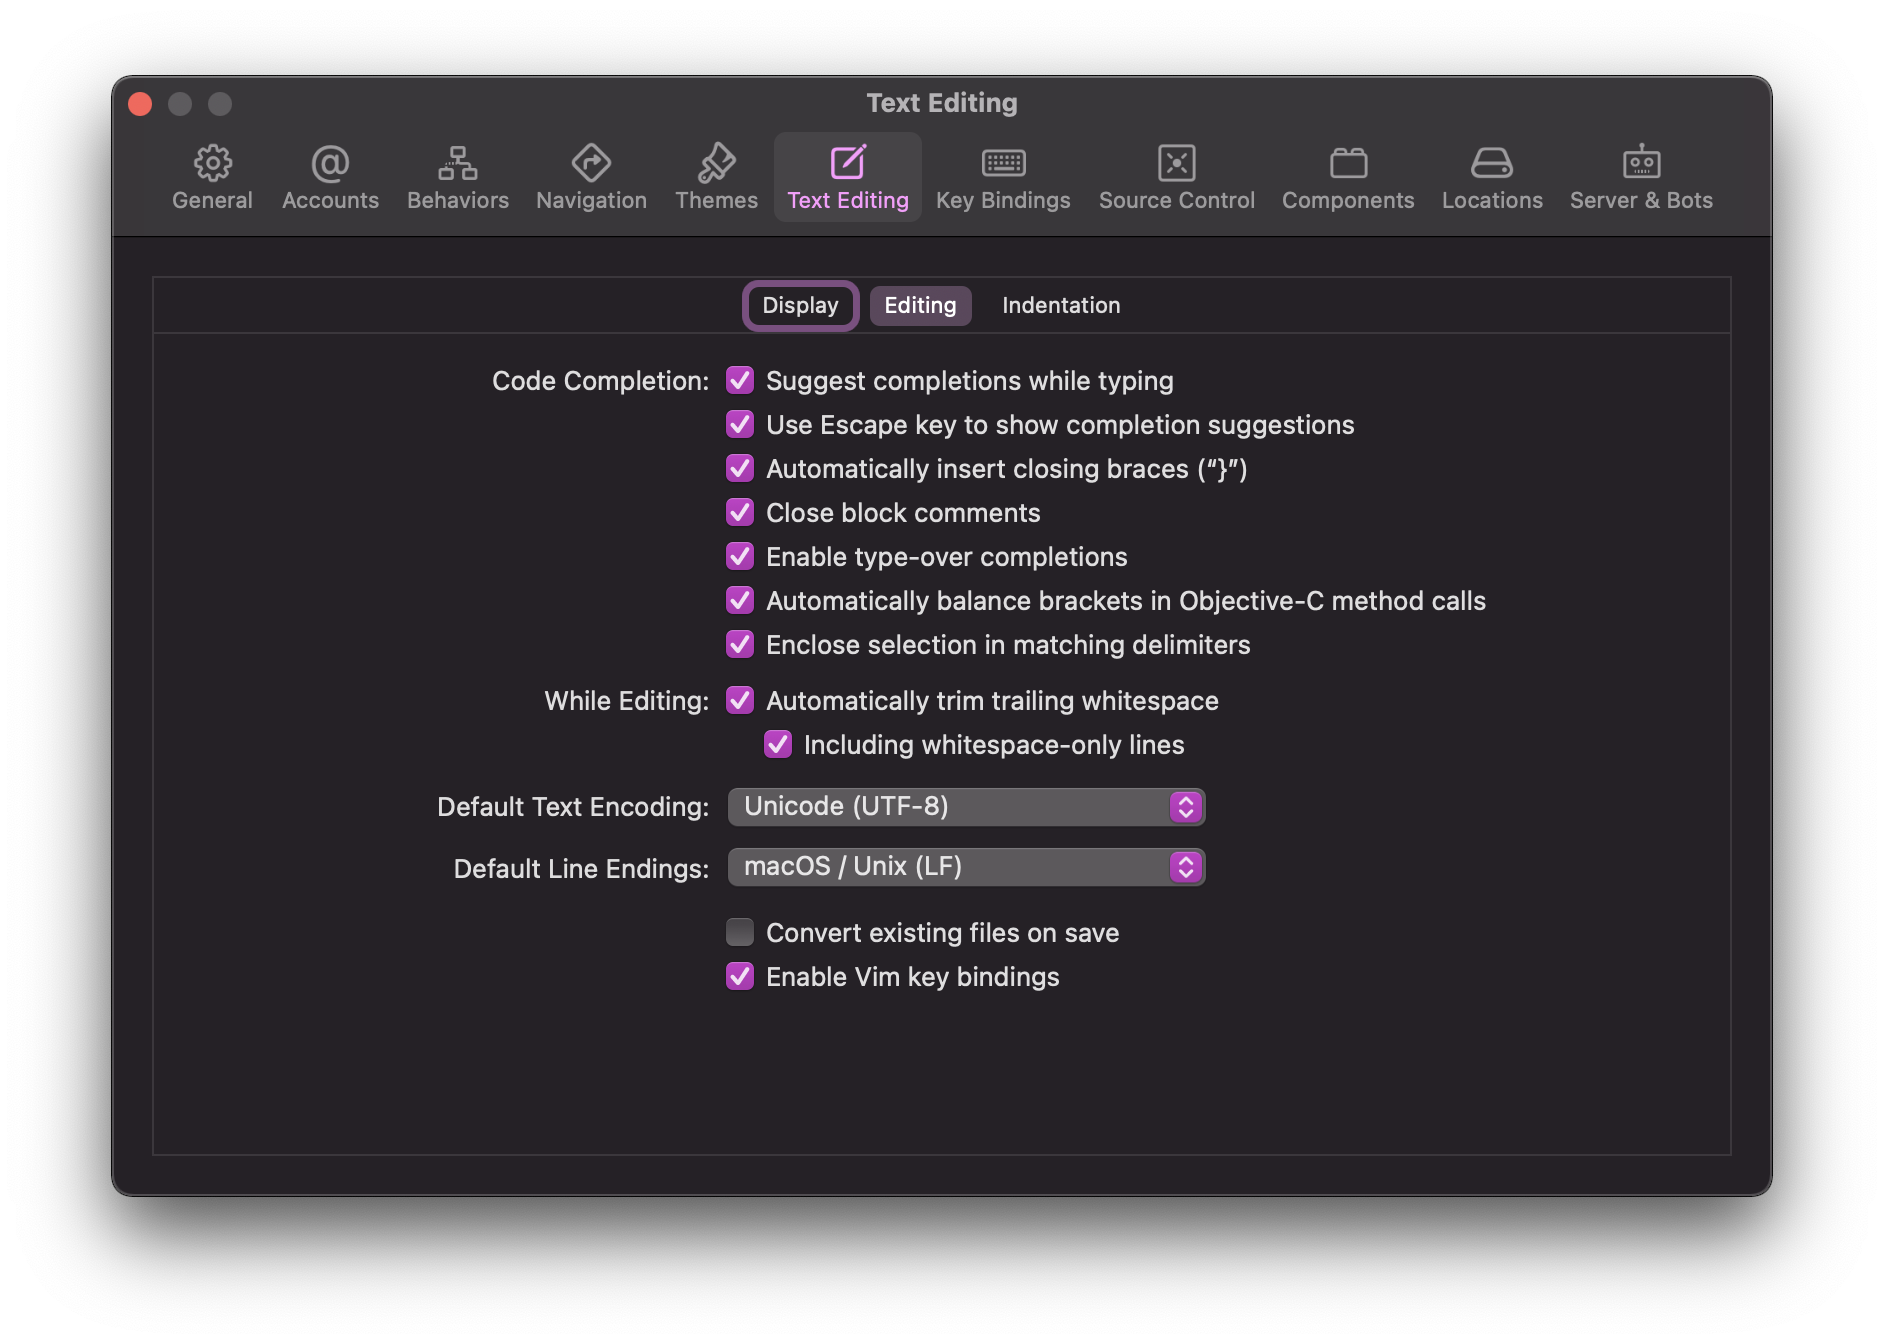 Text Editing
General
Accounts
Behaviors
Navigation
Themes
Text Editing
Key Bindings
Source Control
Components
Locations
Server & Bots
Display
Editing
Indentation
Code Completion:
Suggest completions while typing
Use Escape key to show completion suggestions
Automatically insert closing braces (“}”)
Close block comments
Enable type-over completions
Automatically balance brackets in Objective-C method calls
Enclose selection in matching delimiters
While Editing:
Automatically trim trailing whitespace
Including whitespace-only lines
Default Text Encoding:
Unicode (UTF-8)
Default Line Endings:
macOS / Unix (LF)
Convert existing files on save
Enable Vim key bindings